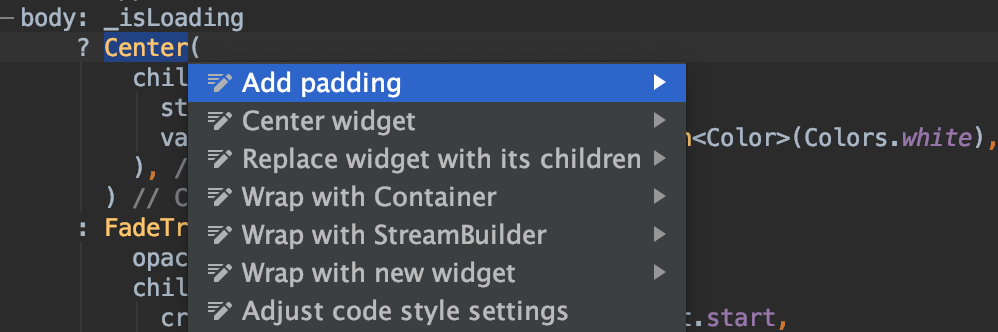 body: _isLoading
? Center(
chil
Add padding
st
Center widget
va
Replace widget with its children
<Color>(Colors.white),
), //
Wrap with Container
) // C
: FadeTr
Wrap with StreamBuilder
opac
Wrap with new widget
chil
Adjust code style settings
cr
.start,